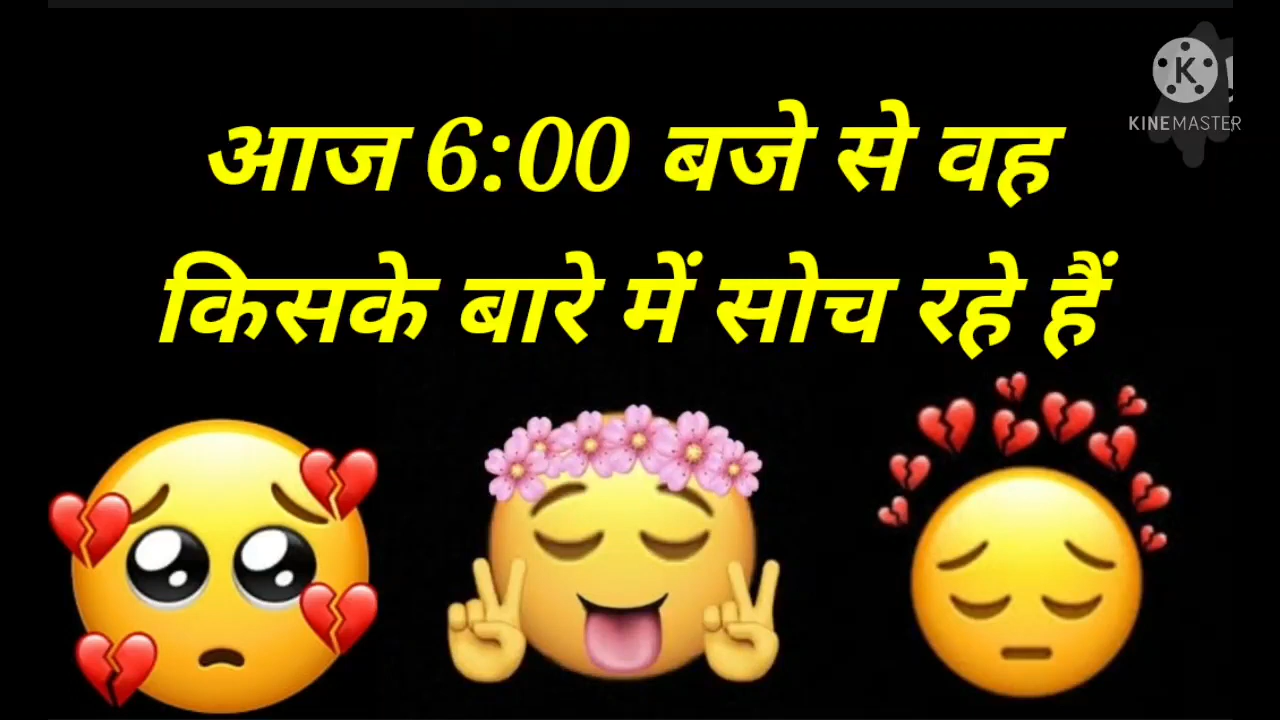 आज 6:00 बजे से वह
किसके बारे में सोच रहे हैं
K
KINEMASTER